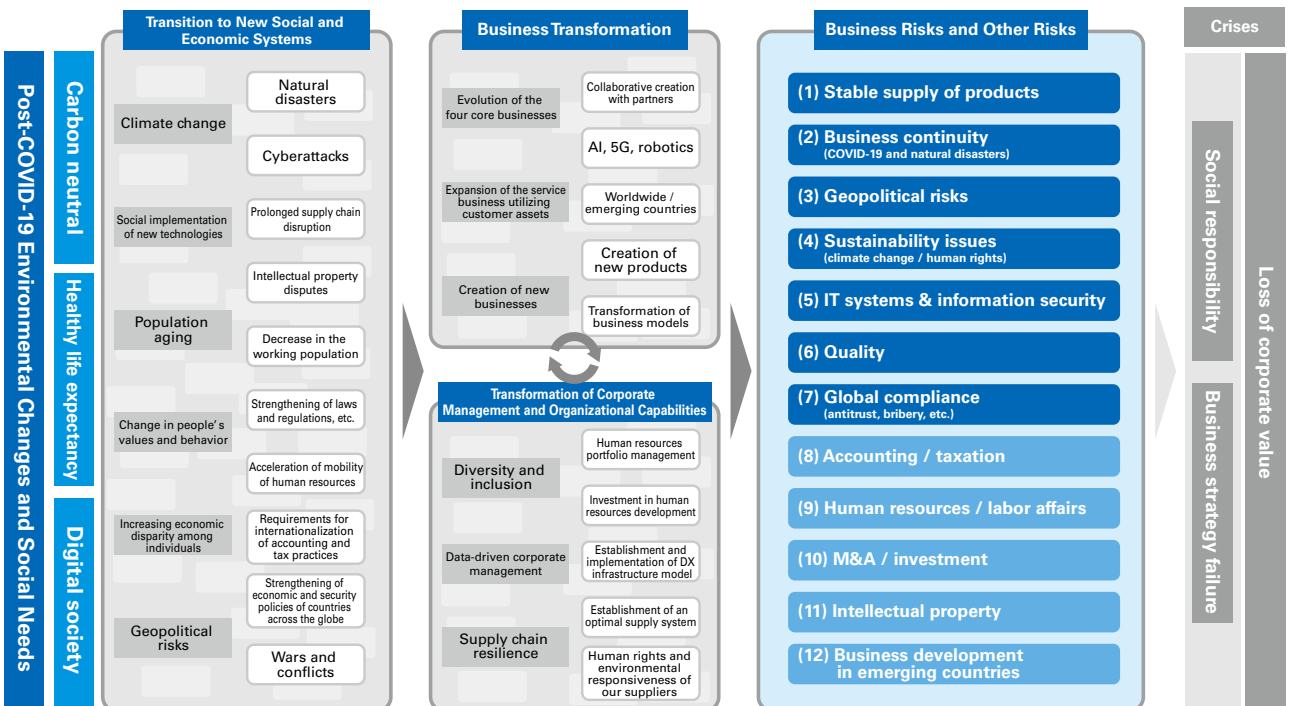 Post-COVID-19 Environmental Changes and Social Needs
Carbon neutral
Healthy life expectancy
Digital society
Transition to New Social and
Economic Systems
Climate change
Social implementation
of new technologies
Population
aging
Change in people's
values and behavior
Increasing economic
disparity among
individuals
Geopolitical
risks
Natural
disasters
Cyberattacks
Prolonged supply chain
disruption
Intellectual property
disputes
Decrease in the
working population
Strengthening of laws
and regulations, etc.
Acceleration of mobility
of human resources
Requirements for
internationalization
of accounting and
tax practices
Strengthening of
economic and security
policies of countries
across the globe
Wars and
conflicts
Business Transformation
Evolution of the
four core businesses
Expansion of the service
business utilizing
customer assets
Creation of new
businesses
Collaborative creation
with partners
AI, 5G, robotics
Worldwide /
emerging countries
Creation of
new products
Transformation of
business models
Transformation of Corporate
Management and Organizational Capabilities
Diversity and
inclusion
Data-driven corporate
management
Supply chain
resilience
Human resources
portfolio management
Investment in human
resources development
Establishment and
implementation of DX
infrastructure model
Establishment of an
optimal supply system
Human rights and
environmental
responsiveness of
our suppliers
Business Risks and Other Risks
(1) Stable supply of products
(2) Business continuity
(COVID-19 and natural disasters)
(3) Geopolitical risks
(4) Sustainability issues
(climate change / human rights)
(5) IT systems & information security
(6) Quality
(7) Global compliance
(antitrust, bribery, etc.)
(8) Accounting / taxation
(9) Human resources / labor affairs
(10) M&A / investment
(11) Intellectual property
(12) Business development
in emerging countries
Crises
Social responsibility
Business strategy failure
Loss of corporate value